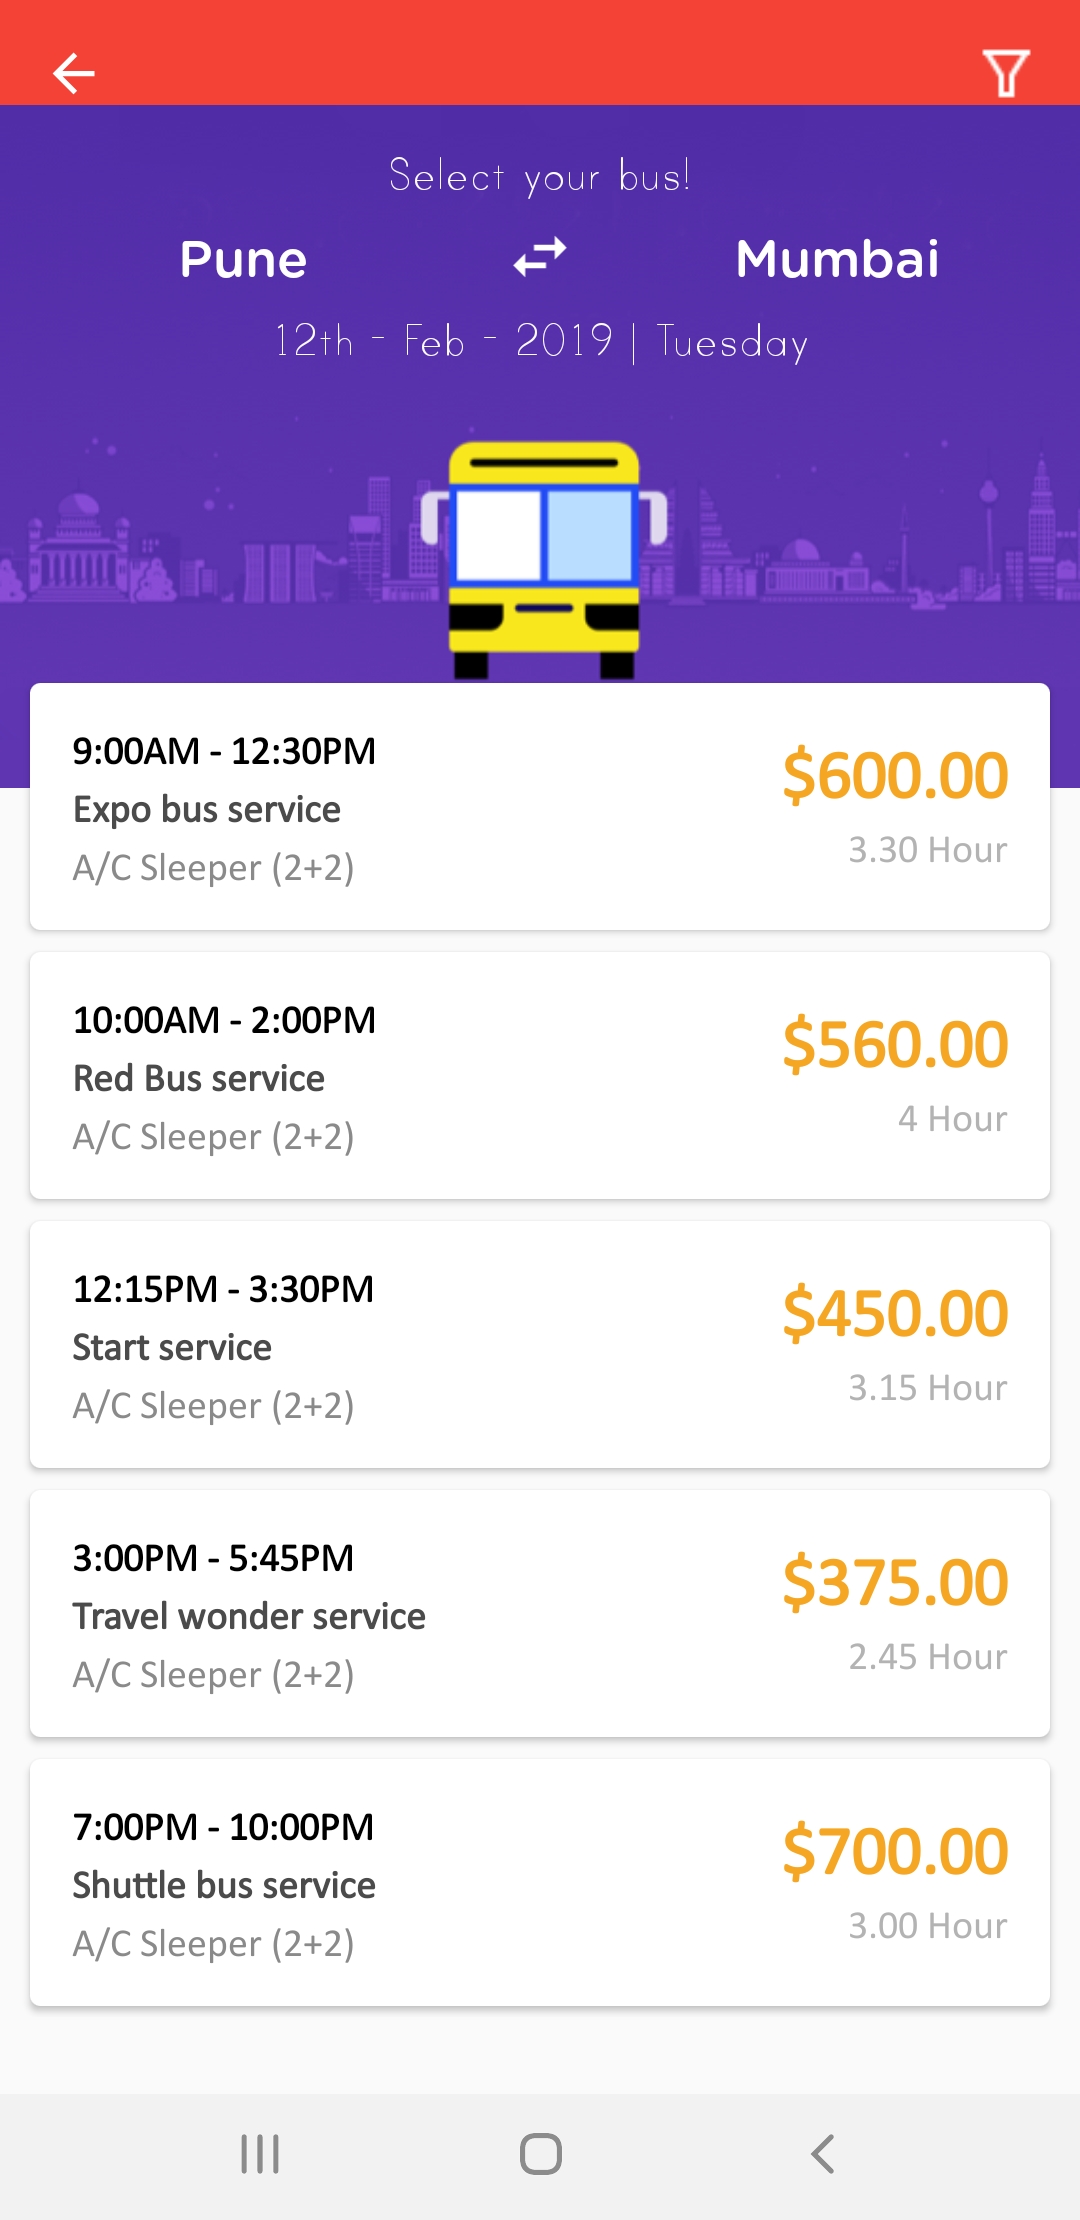 Select your bus!
Pune Mumbai
12th - Feb - 2019 | Tuesday
9:00AM - 12:30PM
$600.00
Expo bus service
3.30 Hour
A/C Sleeper (2+2)
10:00AM - 2:00PM
$560.00
Red Bus service
4 Hour
A/C Sleeper (2+2)
12:15PM - 3:30PM
$450.00
Start service
3.15 Hour
A/C Sleeper (2+2)
3:00PM - 5:45PM
$375.00
Travel wonder service
2.45 Hour
A/C Sleeper (2+2)
7:00PM - 10:00PM
$700.00
Shuttle bus service
3.00 Hour
A/C Sleeper (2+2)